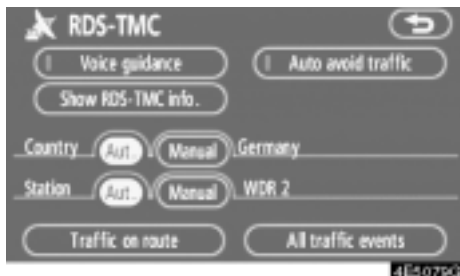 RDS-TMC
Voice guidance Auto avoid traffic
Show RDS-TMC info.
Country Aut. Manual Germany
Station Aut. Manual WDR 2
Traffic on route All traffic events
4E5079G